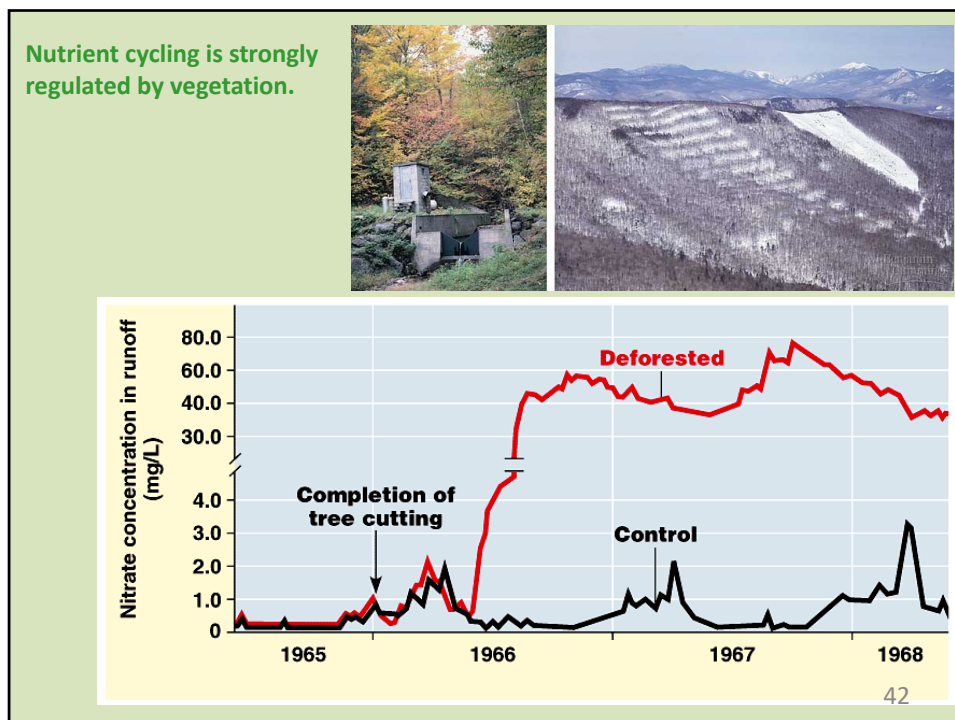 Nutrient cycling is strongly
regulated by vegetation.
Nitrate concentration in runoff
(mg/L)
80.0
60.0
40.0
30.0
4.0
3.0
2.0
1.0
0
Deforested
Completion of
tree cutting
Control
1965
1966
1967
1968
42